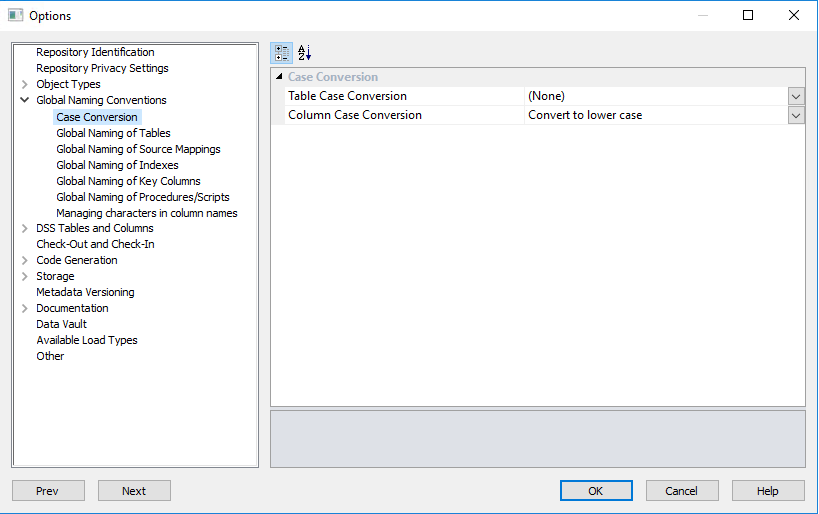 Options
Repository Identification
Repository Privacy Settings
Object Types
Global Naming Conventions
Case Conversion
Global Naming of Tables
Global Naming of Source Mappings
Global Naming of Indexes
Global Naming of Key Columns
Global Naming of Procedures/Scripts
Managing characters in column names
DSS Tables and Columns
Check-Out and Check-In
Code Generation
Storage
Metadata Versioning
Documentation
Data Vault
Available Load Types
Other
A
Z
Case Conversion
Table Case Conversion (None)
Column Case Conversion Convert to lower case
Prev Next OK Cancel Help